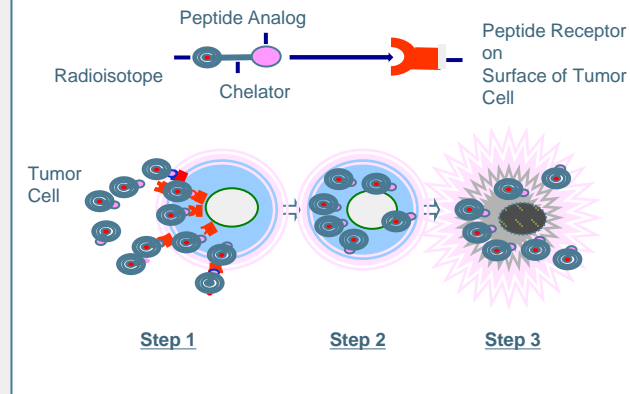 Peptide Analog
Peptide Receptor
on
Surface of Tumor
Cell
Radioisotope
Chelator
Tumor
Cell
Step 1
Step 2
Step 3